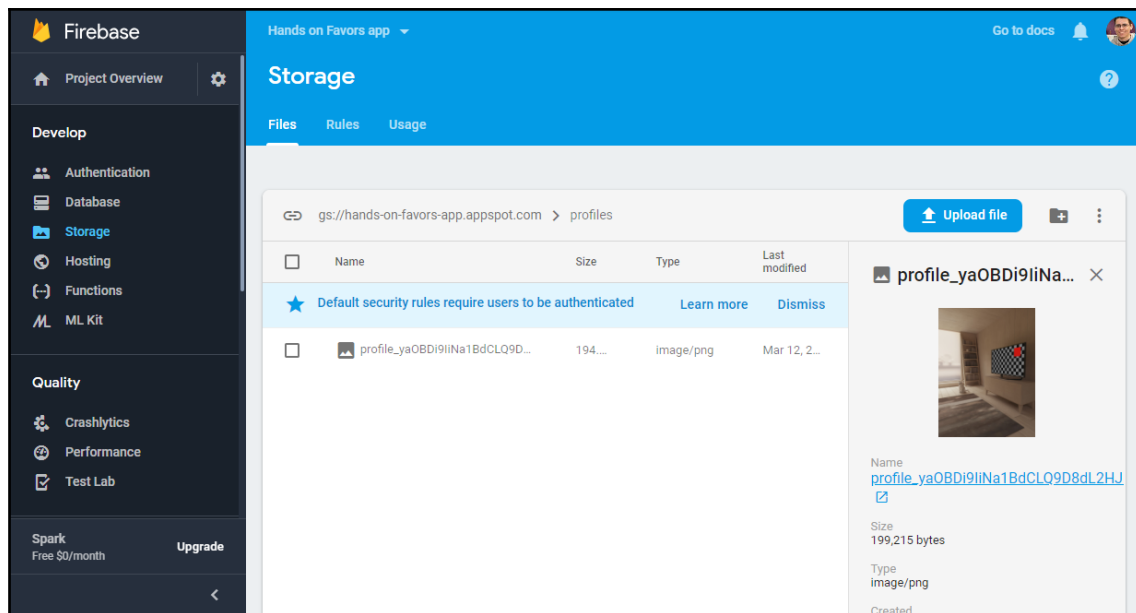 Firebase
Project Overview
Develop
Authentication
Database
Storage
Hosting
Functions
ML Kit
Quality
Crashlytics
Performance
Test Lab
Spark
Free $0/month
Upgrade
Hands on Favors app
Go to docs
Storage
Files Rules Usage
gs://hands-on-favors-app.appspot.com > profiles
Upload file
Name Size Type Last modified
Default security rules require users to be authenticated Learn more Dismiss
profile_yaOBDi9IiNa1BdCLQ9D... 194.... image/png Mar 12, 2...
profile_yaOBDi9IiNa...
Name
profile_yaOBDi9IiNa1BdCLQ9D8dL2HJ
Size
199,215 bytes
Type
image/png
Created